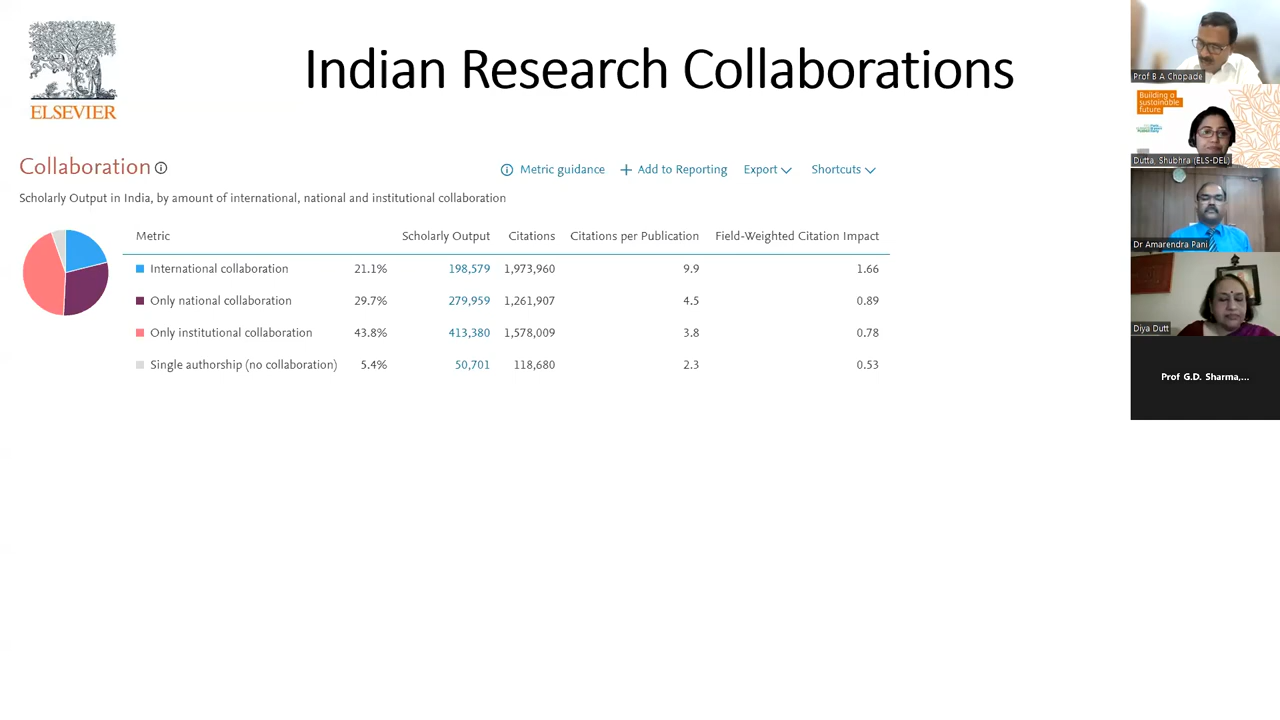 Indian Research Collaborations
ELSEVIER
Collaboration
Metric guidance + Add to Reporting Export Shortcuts
Scholarly Output in India, by amount of international, national and institutional collaboration
Metric Scholarly Output Citations Citations per Publication Field-Weighted Citation Impact
International collaboration 21.1% 198,579 1,973,960 9.9 1.66
Only national collaboration 29.7% 279,959 1,261,907 4.5 0.89
Only institutional collaboration 43.8% 413,380 1,578,009 3.8 0.78
Single authorship (no collaboration) 5.4% 50,701 118,680 2.3 0.53
Prof B A Chopade
Building a
sustainable
future
Dutta, Shubhra (ELS-DEL)
Dr Amarendra Pani
Diya Dutt
Prof G.D. Sharma,...